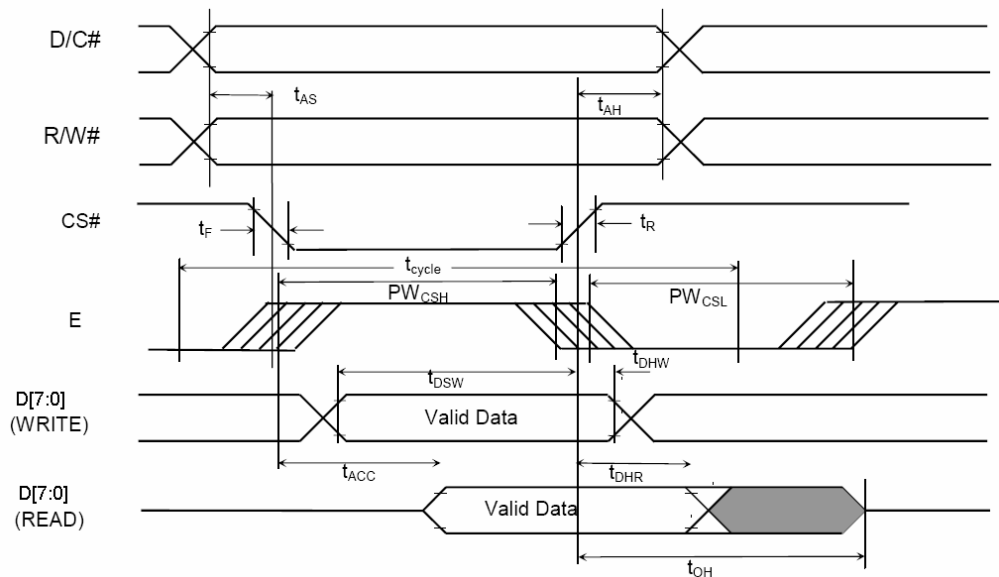 D/C#
t_AS
t_AH
R/W#
CS#
t_F
t_R
t_cycle
PW_CSH
PW_CSL
E
t_DHW
t_DSW
D[7:0]
(WRITE)
Valid Data
t_ACC
t_DHR
D[7:0]
(READ)
Valid Data
t_OH